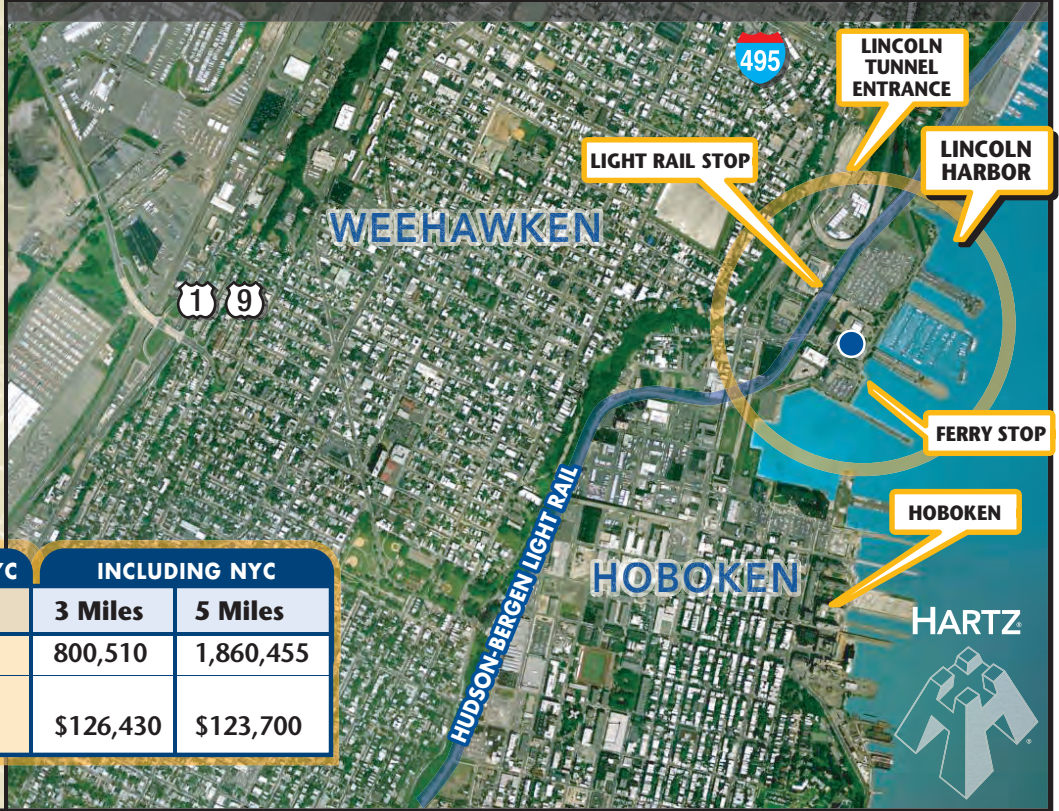 495
LINCOLN
TUNNEL
ENTRANCE
LINCOLN
HARBOR
LIGHT RAIL STOP
WEEHAWKEN
1 9
FERRY STOP
HOBOKEN
HUDSON-BERGEN LIGHT RAIL
HOBOKEN
HARTZ
YC INCLUDING NYC
3 Miles 5 Miles
800,510 1,860,455
$126,430 $123,700